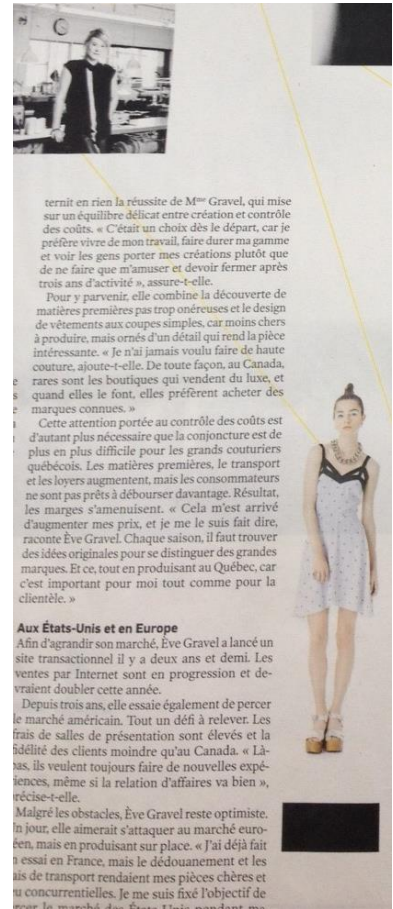 ternit en rien la réussite de Mme Gravel, qui mise
sur un équilibre délicat entre création et contrôle
des coûts. « C'était un choix dès le départ, car je
préfère vivre de mon travail, faire durer ma gamme
et voir les gens porter mes créations plutôt que
de ne faire que m'amuser et devoir fermer après
trois ans d'activité », assure-t-elle.
Pour y parvenir, elle combine la découverte de
matières premières pas trop onéreuses et le design
de vêtements aux coupes simples, car moins chers
à produire, mais ornés d'un détail qui rend la pièce
intéressante. « Je n'ai jamais voulu faire de haute
couture, ajoute-t-elle. De toute façon, au Canada,
rares sont les boutiques qui vendent du luxe, et
quand elles le font, elles préfèrent acheter des
marques connues. »
Cette attention portée au contrôle des coûts est
d'autant plus nécessaire que la conjoncture est de
plus en plus difficile pour les grands couturiers
québécois. Les matières premières, le transport
et les loyers augmentent, mais les consommateurs
ne sont pas prêts à débourser davantage. Résultat,
les marges s'amenuisent. « Cela m'est arrivé
d'augmenter mes prix, et je me le suis fait dire,
raconte Ève Gravel. Chaque saison, il faut trouver
des idées originales pour se distinguer des grandes
marques. Et ce, tout en produisant au Québec, car
c'est important pour moi tout comme pour la
clientèle. »
Aux États-Unis et en Europe
Afin d'agrandir son marché, Ève Gravel a lancé un
site transactionnel il y a deux ans et demi. Les
ventes par Internet sont en progression et de-
vraient doubler cette année.
Depuis trois ans, elle essaie également de percer
le marché américain. Tout un défi à relever. Les
frais de salles de présentation sont élevés et la
fidélité des clients moindre qu'au Canada. « Là-
bas, ils veulent toujours faire de nouvelles expé-
riences, même si la relation d'affaires va bien »,
précise-t-elle.
Malgré les obstacles, Ève Gravel reste optimiste.
Un jour, elle aimerait s'attaquer au marché euro-
éen, mais en produisant sur place. « J'ai déjà fait
n essai en France, mais le dédouanement et les
ais de transport rendaient mes pièces chères et
u concurrentielles. Je me suis fixé l'objectif de
rcer le marché des États-Unis pendant